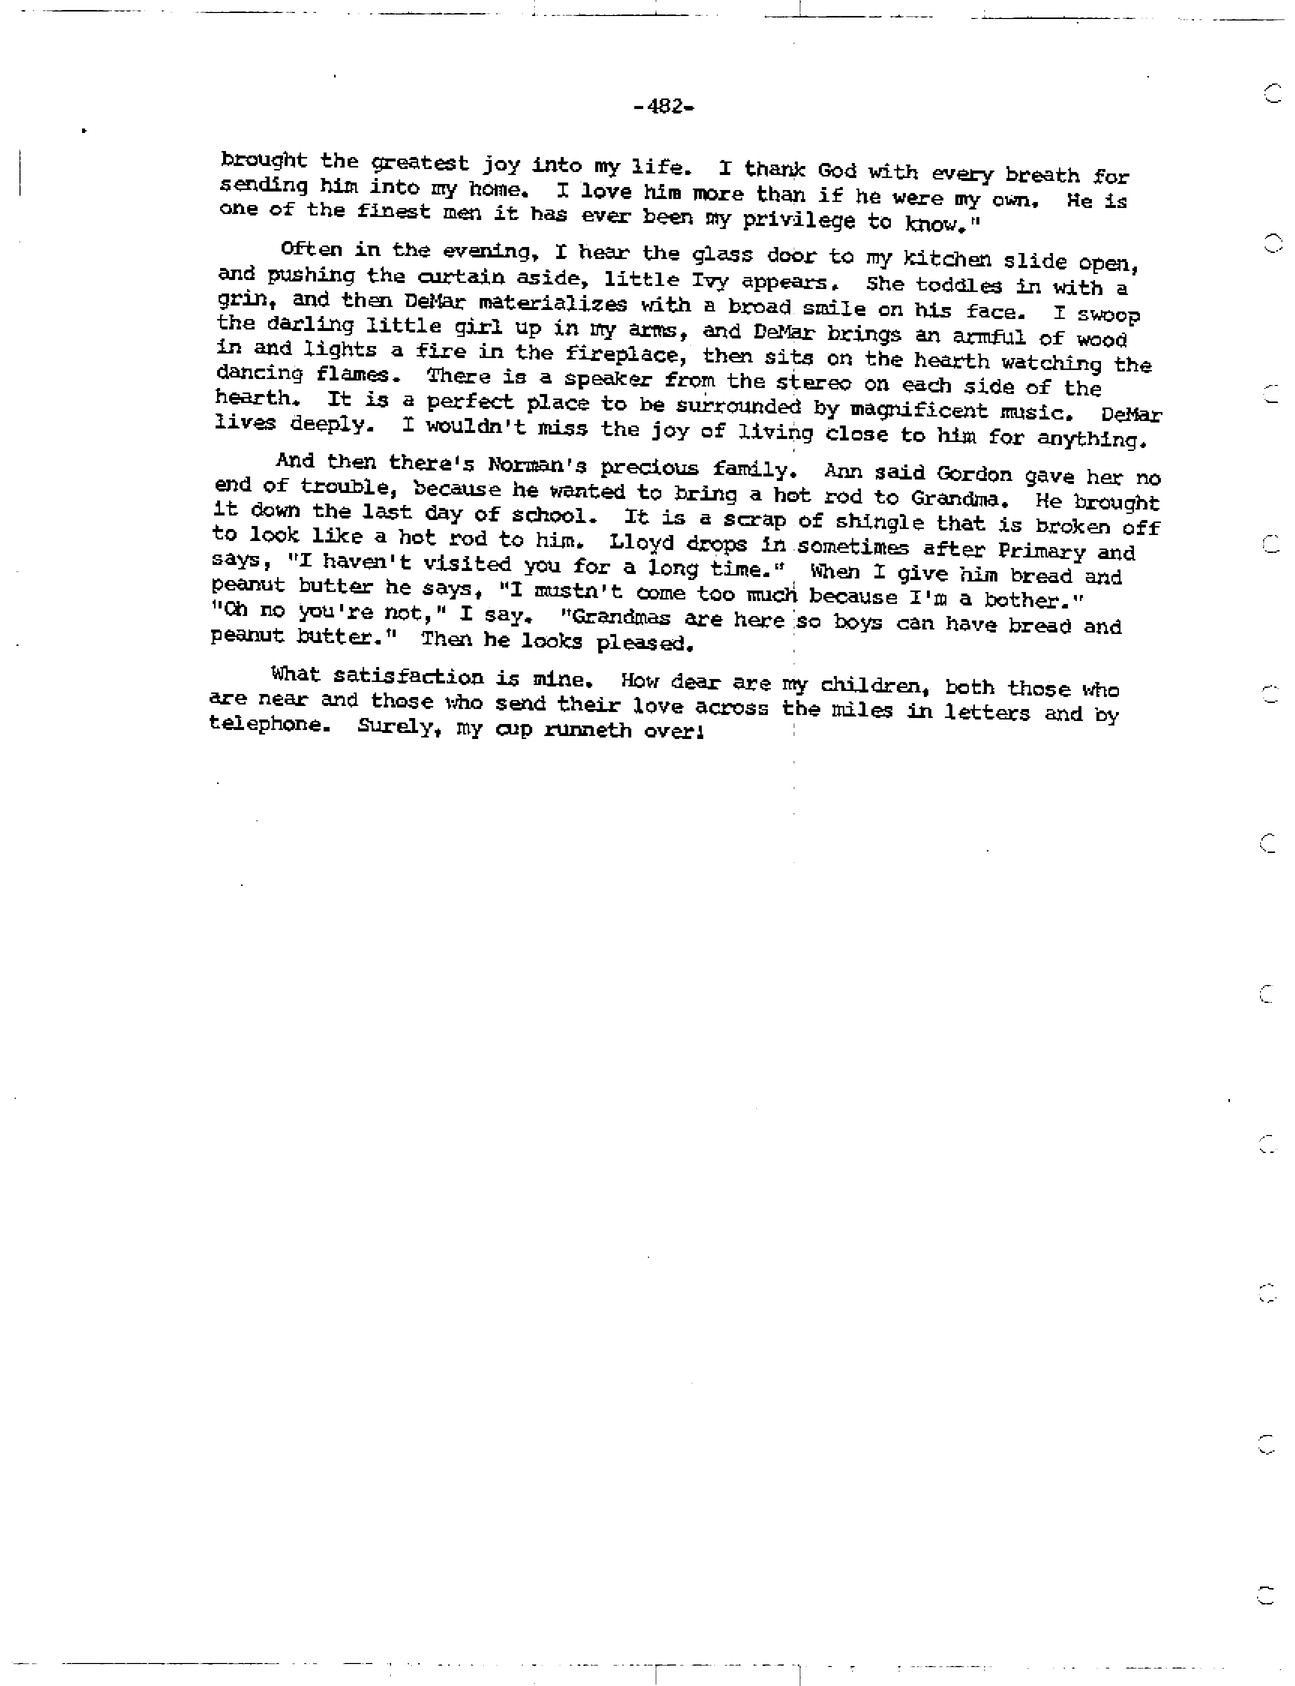 -482-
brought the greatest joy into my life. I thank God with every breath for
sending him into my home. I love him more than if he were my own. He is
one of the finest men it has ever been my privilege to know."
Often in the evening, I hear the glass door to my kitchen slide open,
and pushing the curtain aside, little Ivy appears. She toddles in with a
grin, and then DeMar materializes with a broad smile on his face. I swoop
the darling little girl up in my arms, and DeMar brings an armful of wood
in and lights a fire in the fireplace, then sits on the hearth watching the
dancing flames. There is a speaker from the stereo on each side of the
hearth. It is a perfect place to be surrounded by magnificent music. DeMar
lives deeply. I wouldn't miss the joy of living close to him for anything.
And then there's Norman's precious family. Ann said Gordon gave her no
end of trouble, because he wanted to bring a hot rod to Grandma. He brought
it down the last day of school. It is a scrap of shingle that is broken off
to look like a hot rod to him. Lloyd drops in sometimes after Primary and
says, "I haven't visited you for a long time." When I give him bread and
peanut butter he says, "I mustn't come too much because I'm a bother."
"Oh no you're not," I say. "Grandmas are here so boys can have bread and
peanut butter." Then he looks pleased.
What satisfaction is mine. How dear are my children, both those who
are near and those who send their love across the miles in letters and by
telephone. Surely, my cup runneth over!